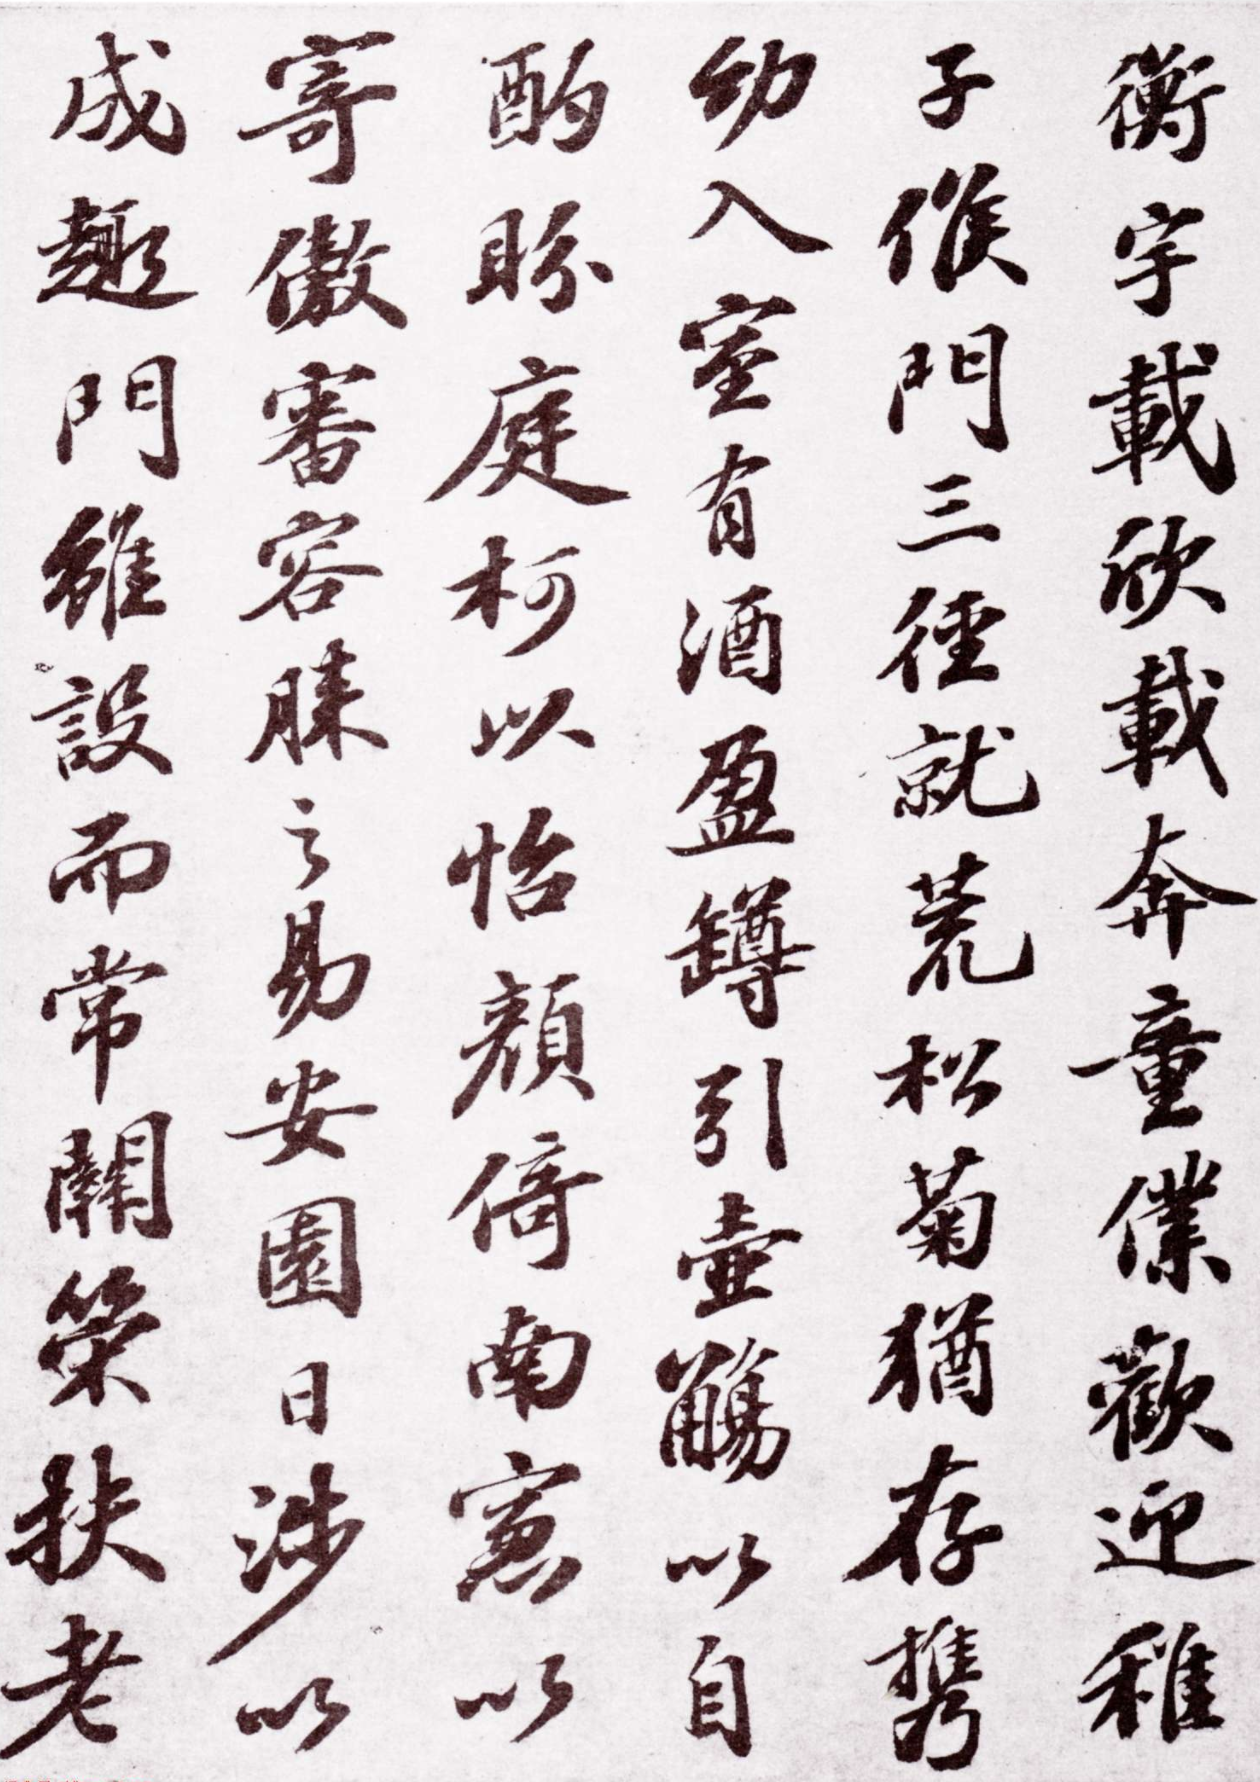 衡宇載欣載奔童僕歡迎稚
子候門三徑就荒松菊猶存攜
幼入室有酒盈罇引壺觴以自
酌眄庭柯以怡顏倚南窓以
寄傲審容膝之易安園日涉以
成趣門雖設而常關策扶老